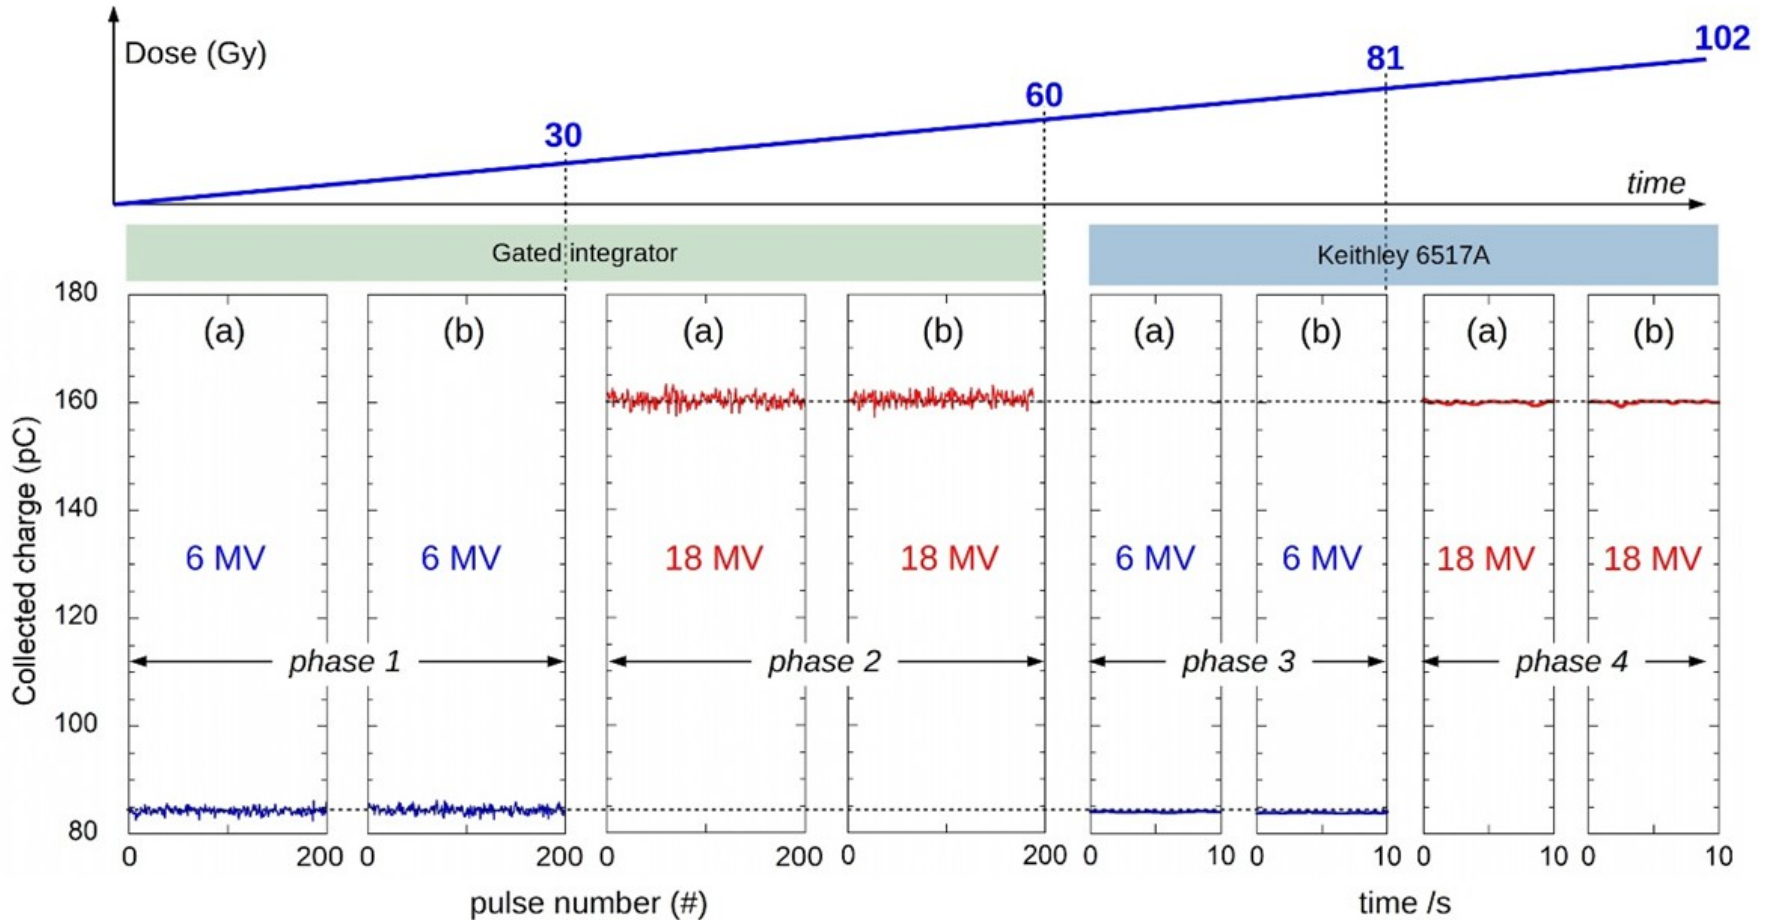 Dose (Gy)
30
60
81
102
time
Gated integrator
Keithley 6517A
Collected charge (pC)
180
160
140
120
100
80
(a)
(b)
(a)
(b)
(a)
(b)
(a)
(b)
6 MV
6 MV
18 MV
18 MV
6 MV
6 MV
18 MV
18 MV
phase 1
phase 2
phase 3
phase 4
0 200 0 200 0 200 0 200 0 10 0 10 0 10 0 10
pulse number (#)
time /s